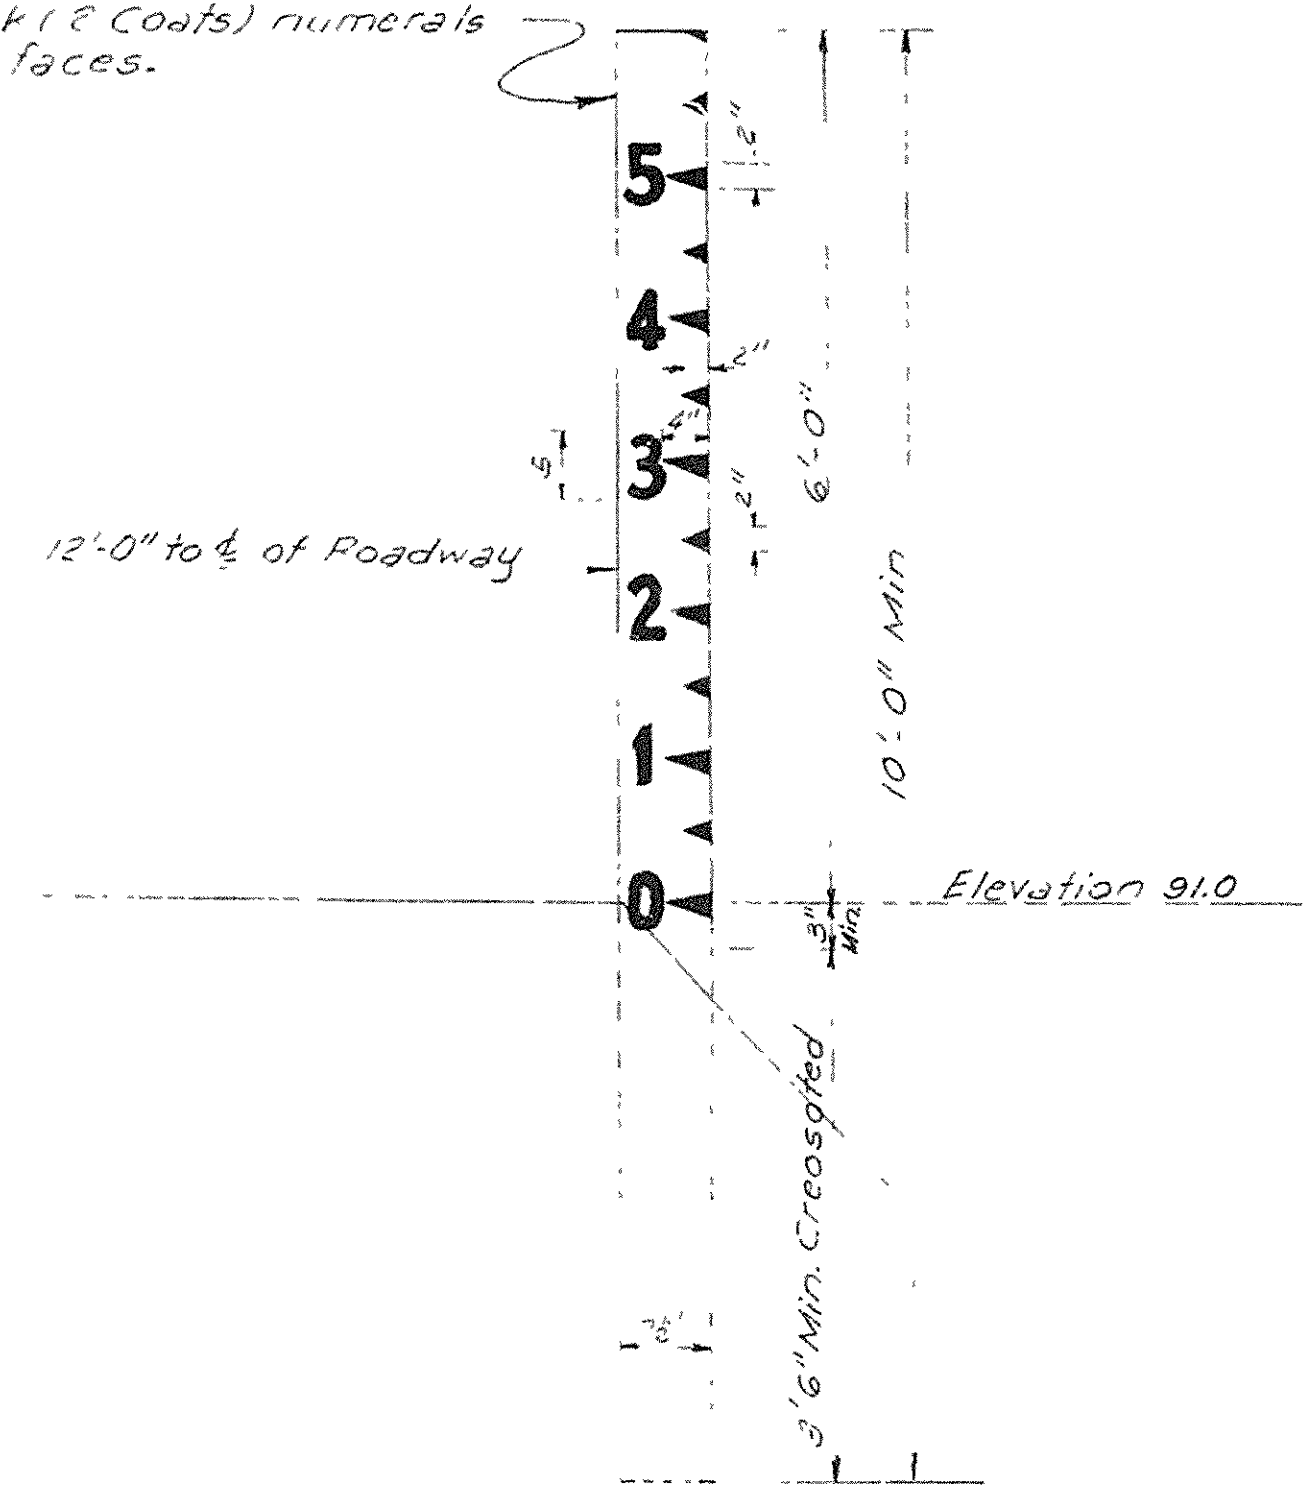 (2 Coats) numerals
faces.
2"
5
4
2"
4"
3
5
6'-0"
2"
12'-0" to ℄ of Roadway
2
10'-0" Min
1
Elevation 91.0
0
3"
Min.
3'6" Min. Creosoted